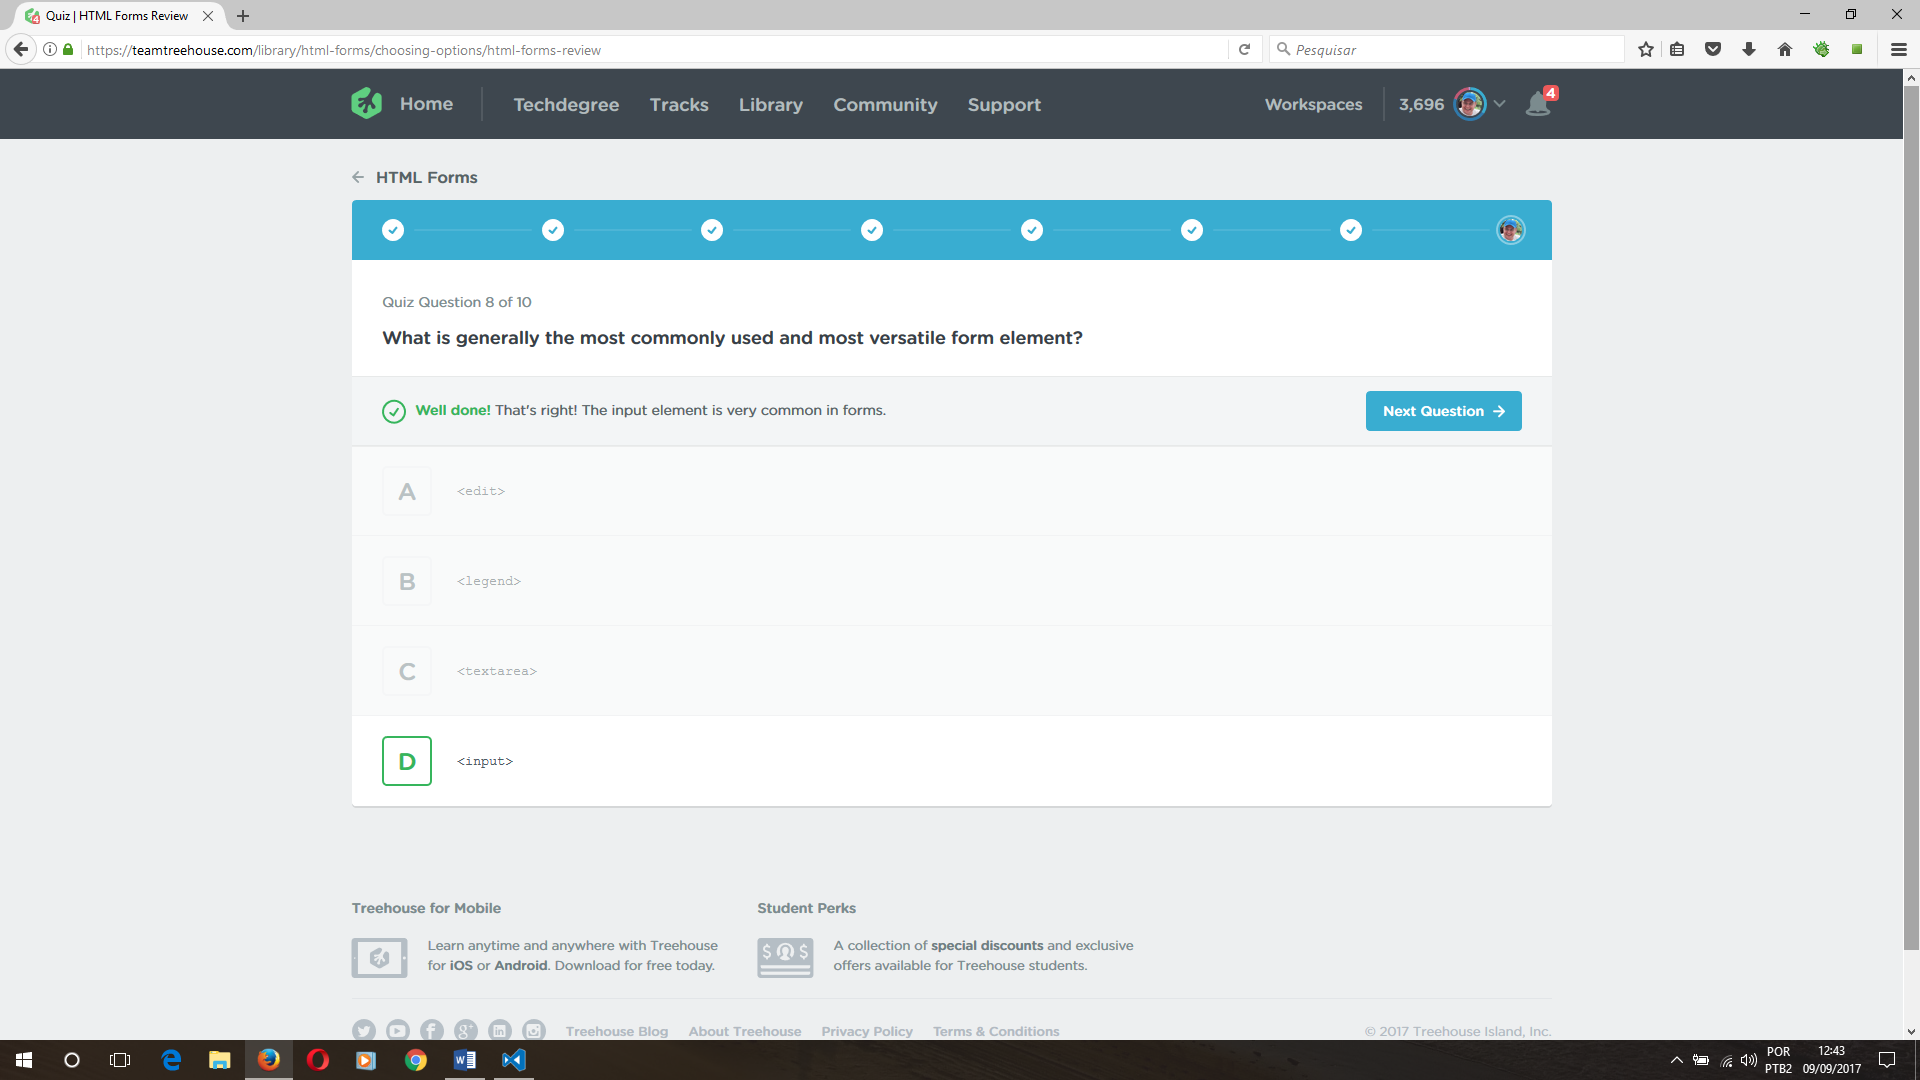 Quiz | HTML Forms Review
https://teamtreehouse.com/library/html-forms/choosing-options/html-forms-review
Pesquisar
Home
Techdegree
Tracks
Library
Community
Support
Workspaces
3,696
4
HTML Forms
Quiz Question 8 of 10
What is generally the most commonly used and most versatile form element?
Well done! That's right! The input element is very common in forms.
Next Question
A
<edit>
B
<legend>
C
<textarea>
D
<input>
Treehouse for Mobile
Learn anytime and anywhere with Treehouse
for iOS or Android. Download for free today.
Student Perks
A collection of special discounts and exclusive
offers available for Treehouse students.
Treehouse Blog
About Treehouse
Privacy Policy
Terms & Conditions
© 2017 Treehouse Island, Inc.
POR
PTB2
12:43
09/09/2017